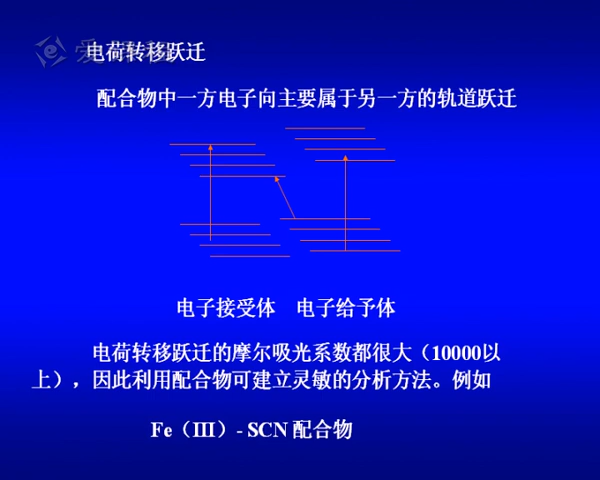 电荷转移跃迁
配合物中一方电子向主要属于另一方的轨道跃迁
电子接受体 电子给予体
电荷转移跃迁的摩尔吸光系数都很大（10000以
上），因此利用配合物可建立灵敏的分析方法。例如
Fe（III）- SCN 配合物